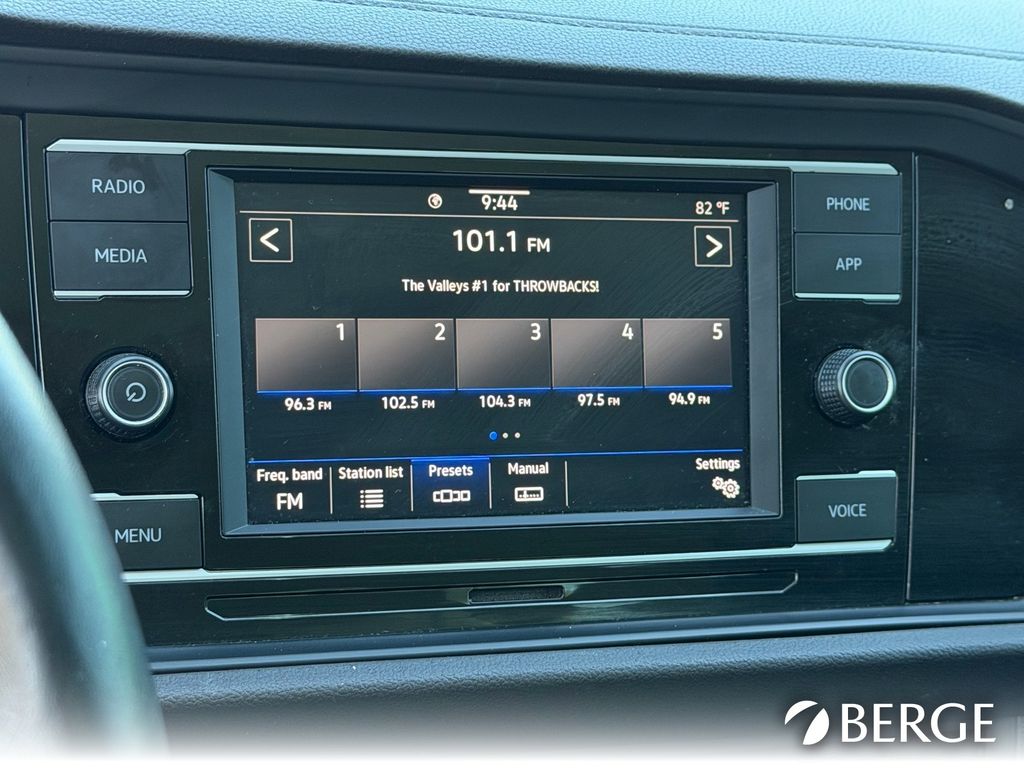 RADIO
MEDIA
MENU
9:44
82 °F
<
101.1 FM
>
The Valleys #1 for THROWBACKS!
1 2 3 4 5
96.3 FM 102.5 FM 104.3 FM 97.5 FM 94.9 FM
Freq. band Station list Presets Manual Settings
FM
PHONE
APP
VOICE
BERGE